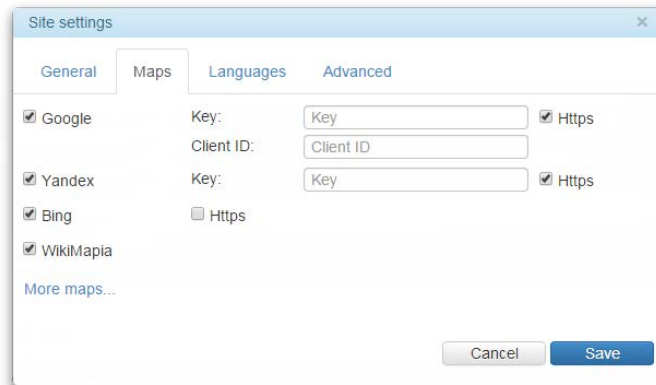 Site settings
General Maps Languages Advanced
Google Key: Key Https
Client ID: Client ID
Yandex Key: Key Https
Bing Https
WikiMapia
More maps...
Cancel Save